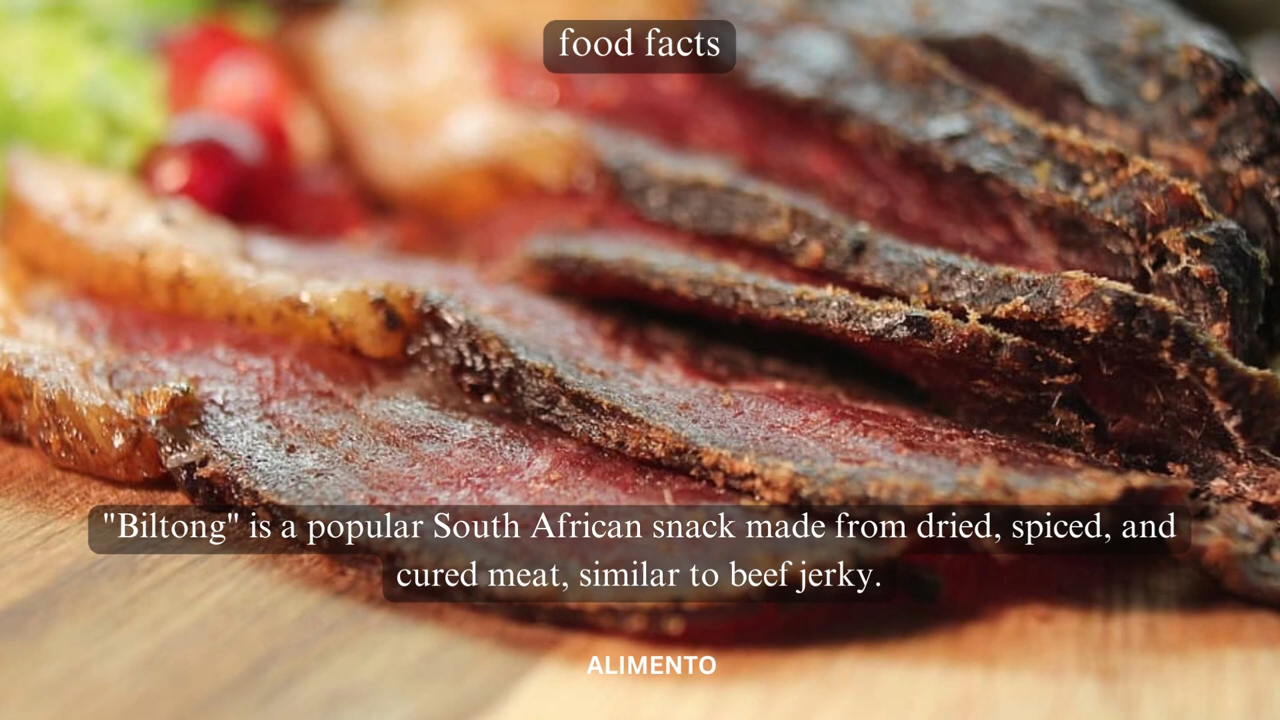 food facts
"Biltong" is a popular South African snack made from dried, spiced, and
cured meat, similar to beef jerky.
ALIMENTO